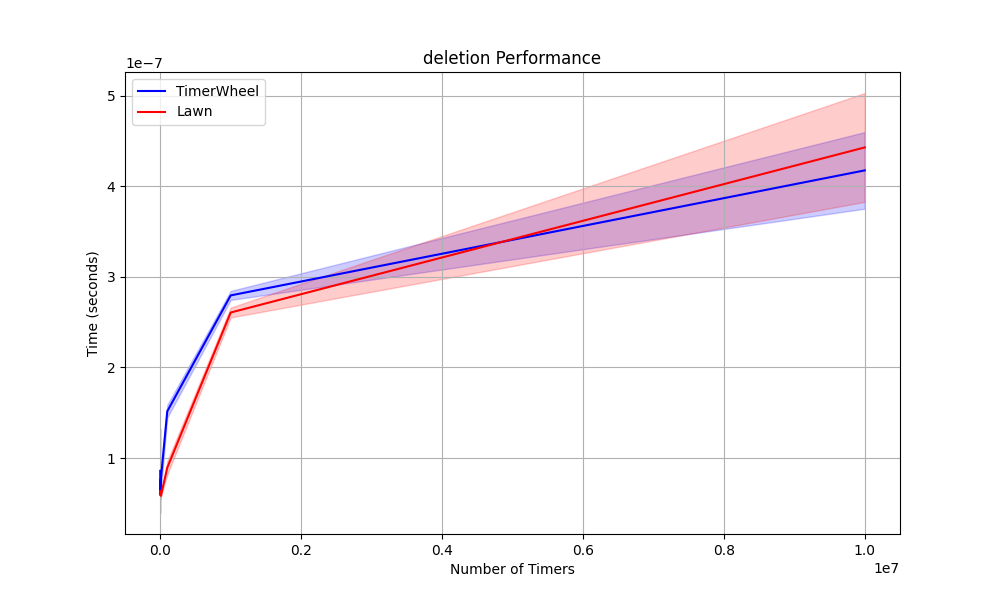 deletion Performance
1e−7
TimerWheel
Lawn
5
4
3
2
1
Time (seconds)
0.0 0.2 0.4 0.6 0.8 1.0
1e7
Number of Timers